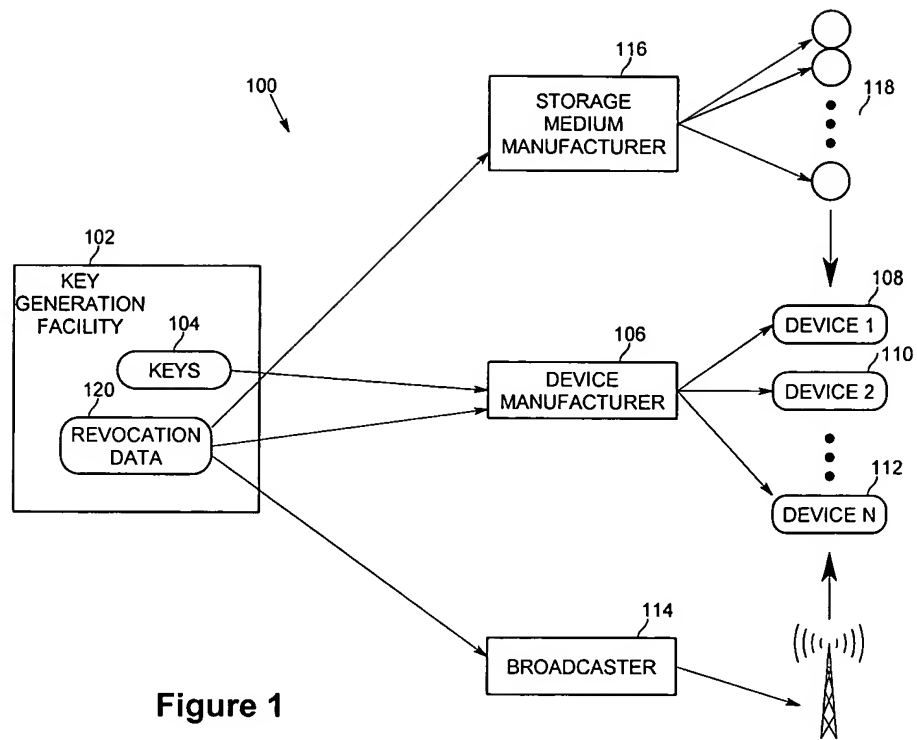 100
116
STORAGE
MEDIUM
MANUFACTURER
118
102
KEY
GENERATION
FACILITY
104
KEYS
120
REVOCATION
DATA
106
DEVICE
MANUFACTURER
108
DEVICE 1
110
DEVICE 2
112
DEVICE N
114
BROADCASTER
Figure 1